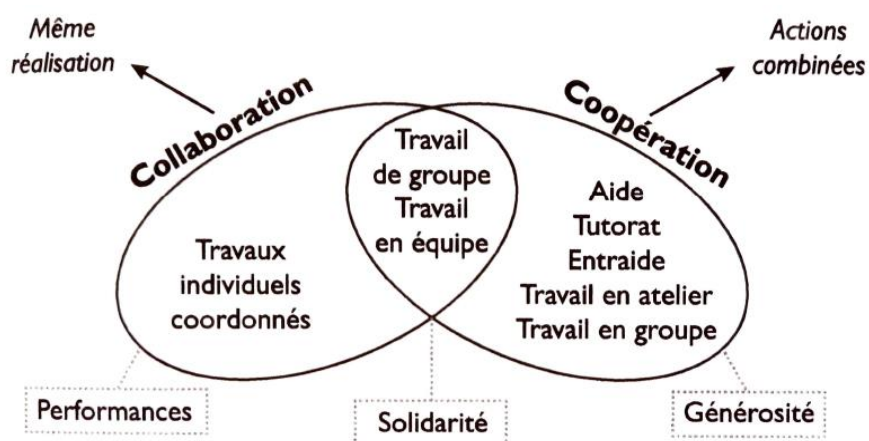 Même
réalisation
Actions
combinées
Collaboration
Coopération
Travail
de groupe
Travail
en équipe
Travaux
individuels
coordonnés
Aide
Tutorat
Entraide
Travail en atelier
Travail en groupe
Performances
Solidarité
Générosité